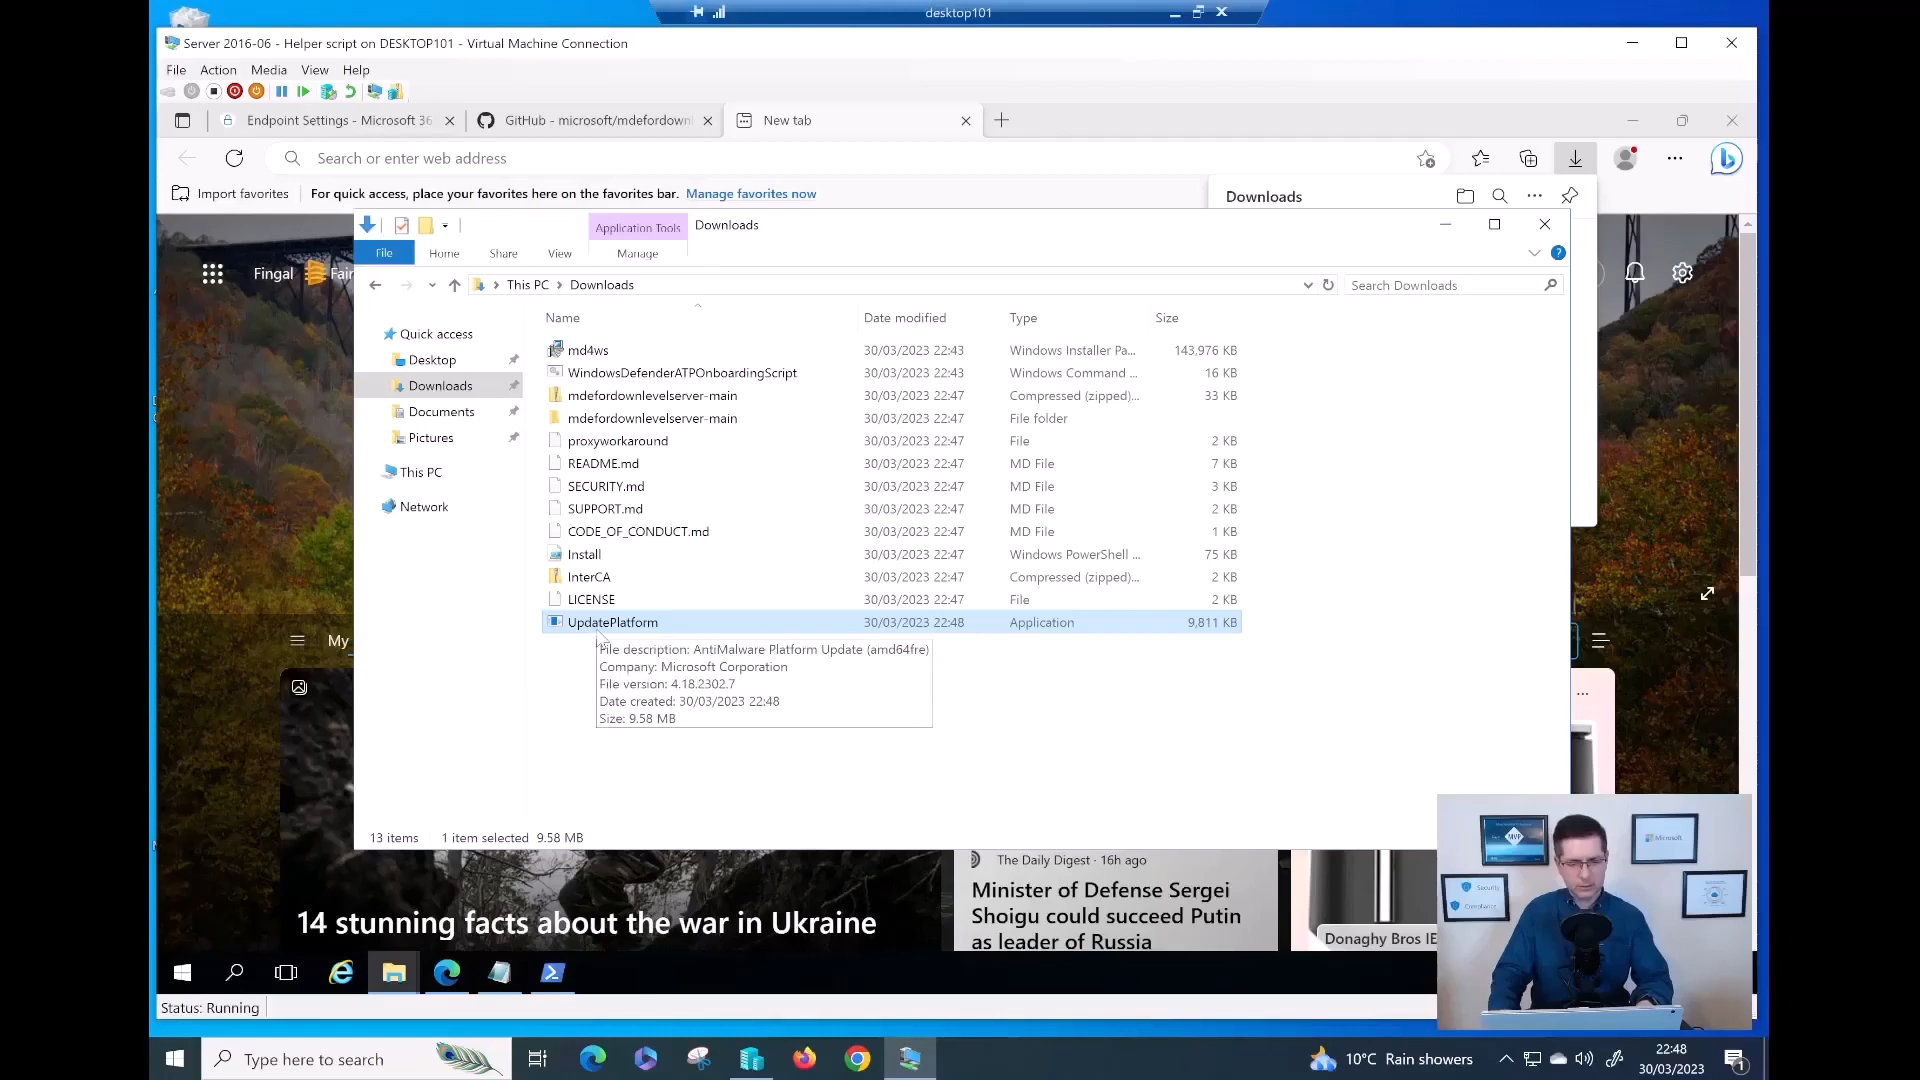 desktop101
Server 2016-06 - Helper script on DESKTOP101 - Virtual Machine Connection
File Action Media View Help
Endpoint Settings - Microsoft 36
GitHub - microsoft/mdefordownl
New tab
Search or enter web address
Import favorites
For quick access, place your favorites here on the favorites bar. Manage favorites now
Downloads
Application Tools
Downloads
File Home Share View Manage
Fingal
Fair
This PC > Downloads
Search Downloads
Name Date modified Type Size
Quick access
Desktop
Downloads
Documents
Pictures
This PC
Network
md4ws 30/03/2023 22:43 Windows Installer Pa... 143,976 KB
WindowsDefenderATPOnboardingScript 30/03/2023 22:43 Windows Command ... 16 KB
mdefordownlevelserver-main 30/03/2023 22:47 Compressed (zipped)... 33 KB
mdefordownlevelserver-main 30/03/2023 22:47 File folder
proxyworkaround 30/03/2023 22:47 File 2 KB
README.md 30/03/2023 22:47 MD File 7 KB
SECURITY.md 30/03/2023 22:47 MD File 3 KB
SUPPORT.md 30/03/2023 22:47 MD File 2 KB
CODE_OF_CONDUCT.md 30/03/2023 22:47 MD File 1 KB
Install 30/03/2023 22:47 Windows PowerShell ... 75 KB
InterCA 30/03/2023 22:47 Compressed (zipped)... 2 KB
LICENSE 30/03/2023 22:47 File 2 KB
UpdatePlatform 30/03/2023 22:48 Application 9,811 KB
File description: AntiMalware Platform Update (amd64fre)
Company: Microsoft Corporation
File version: 4.18.2302.7
Date created: 30/03/2023 22:48
Size: 9.58 MB
My
13 items 1 item selected 9.58 MB
14 stunning facts about the war in Ukraine
The Daily Digest · 16h ago
Minister of Defense Sergei
Shoigu could succeed Putin
as leader of Russia
Donaghy Bros IE
MVP
Microsoft
Security
Compliance
Status: Running
Type here to search
10°C Rain showers
22:48
30/03/2023
1